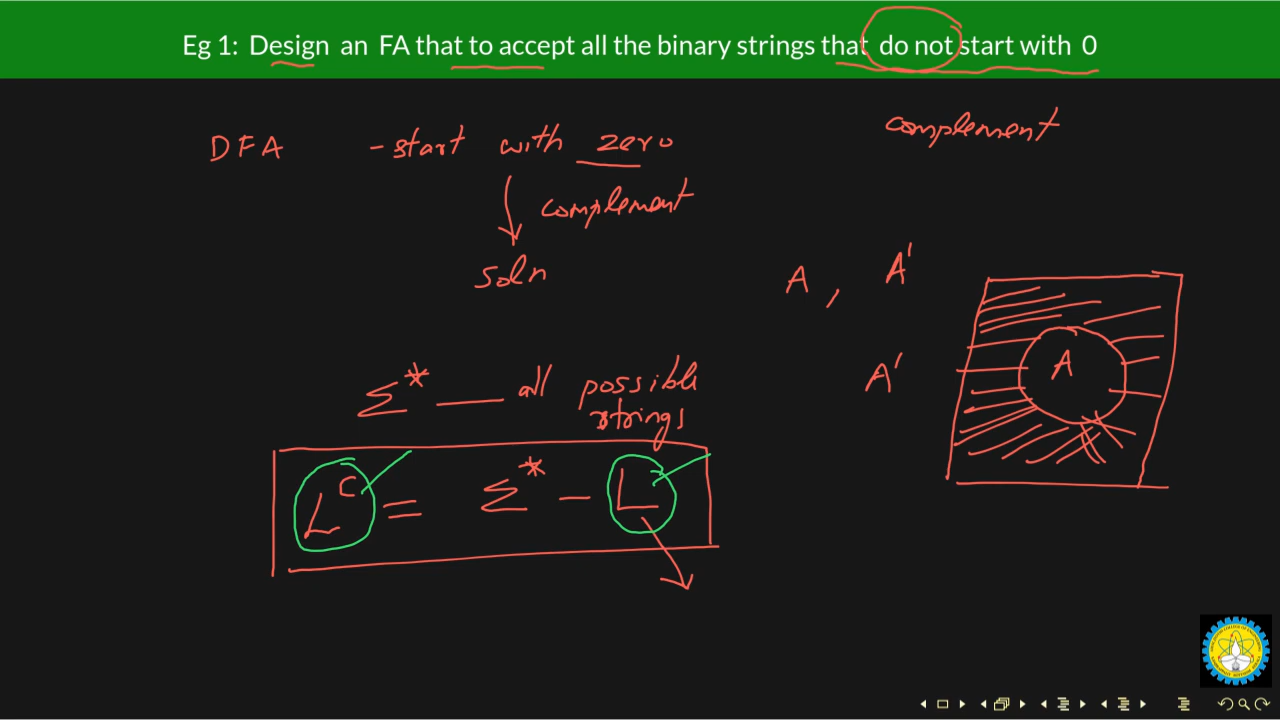 Eg 1: Design an FA that to accept all the binary strings that do not start with 0
complement
DFA - start with zero
complement
soln
A , A'
A
A'
Σ* — all possible
strings
L^C = Σ* - L